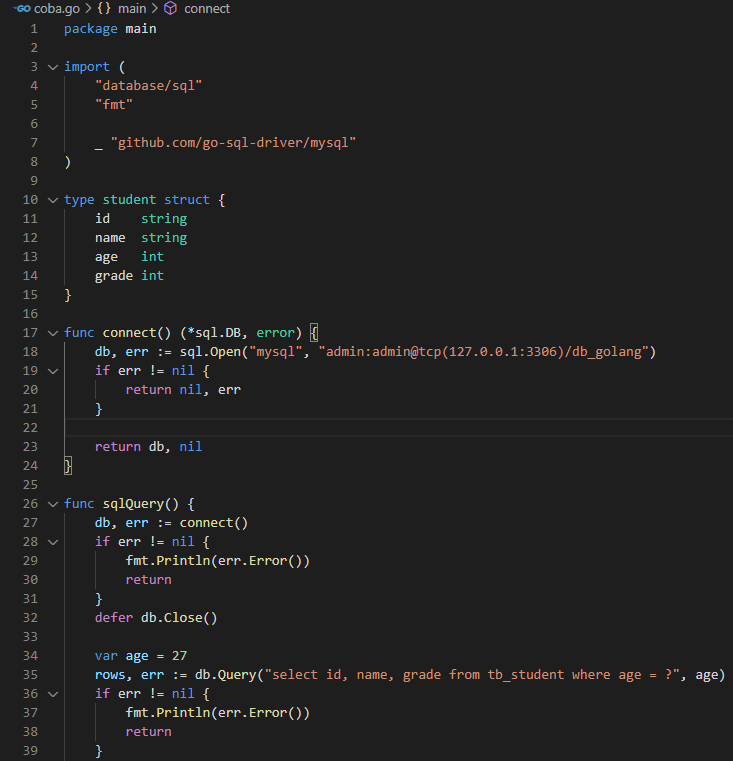 coba.go > {} main > connect
1 package main
2
3 import (
4     "database/sql"
5     "fmt"
6
7     _ "github.com/go-sql-driver/mysql"
8 )
9
10 type student struct {
11     id    string
12     name  string
13     age   int
14     grade int
15 }
16
17 func connect() (*sql.DB, error) {
18     db, err := sql.Open("mysql", "admin:admin@tcp(127.0.0.1:3306)/db_golang")
19     if err != nil {
20         return nil, err
21     }
22
23     return db, nil
24 }
25
26 func sqlQuery() {
27     db, err := connect()
28     if err != nil {
29         fmt.Println(err.Error())
30         return
31     }
32     defer db.Close()
33
34     var age = 27
35     rows, err := db.Query("select id, name, grade from tb_student where age = ?", age)
36     if err != nil {
37         fmt.Println(err.Error())
38         return
39     }